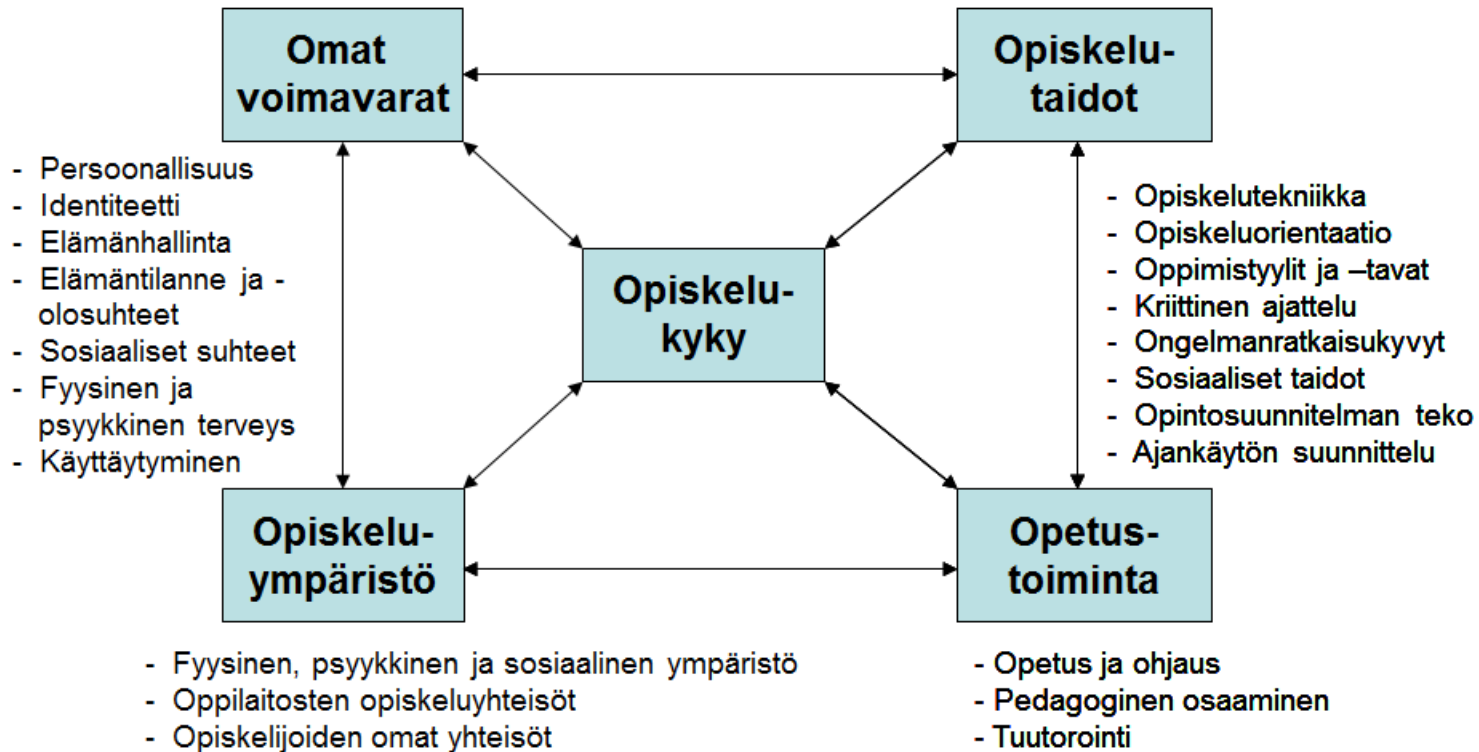 Omat
voimavarat
Opiskelu-
taidot
- Persoonallisuus
- Identiteetti
- Elämänhallinta
- Elämäntilanne ja -
olosuhteet
- Sosiaaliset suhteet
- Fyysinen ja
psyykkinen terveys
- Käyttäytyminen
Opiskelu-
kyky
- Opiskelutekniikka
- Opiskeluorientaatio
- Oppimistyylit ja –tavat
- Kriittinen ajattelu
- Ongelmanratkaisukyvyt
- Sosiaaliset taidot
- Opintosuunnitelman teko
- Ajankäytön suunnittelu
Opiskelu-
ympäristö
Opetus-
toiminta
- Fyysinen, psyykkinen ja sosiaalinen ympäristö
- Oppilaitosten opiskeluyhteisöt
- Opiskelijoiden omat yhteisöt
- Opetus ja ohjaus
- Pedagoginen osaaminen
- Tuutorointi